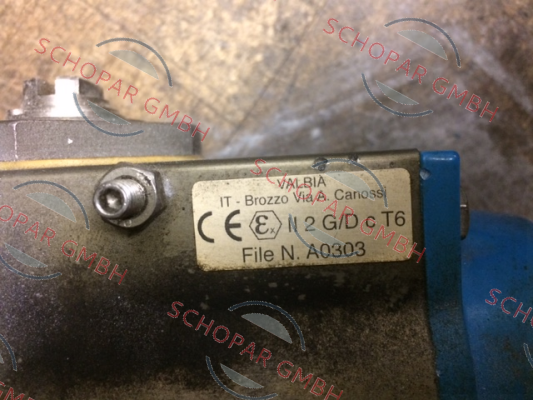 SCHOPAR GMBH
SCHOPAR GMBH
VALBIA
IT - Brozzo Via A. Canossi
CE Ex II 2 G/D c T6
File N. A0303
SCHOPAR GMBH
SCHOPAR GMBH
SCHOPAR GMBH